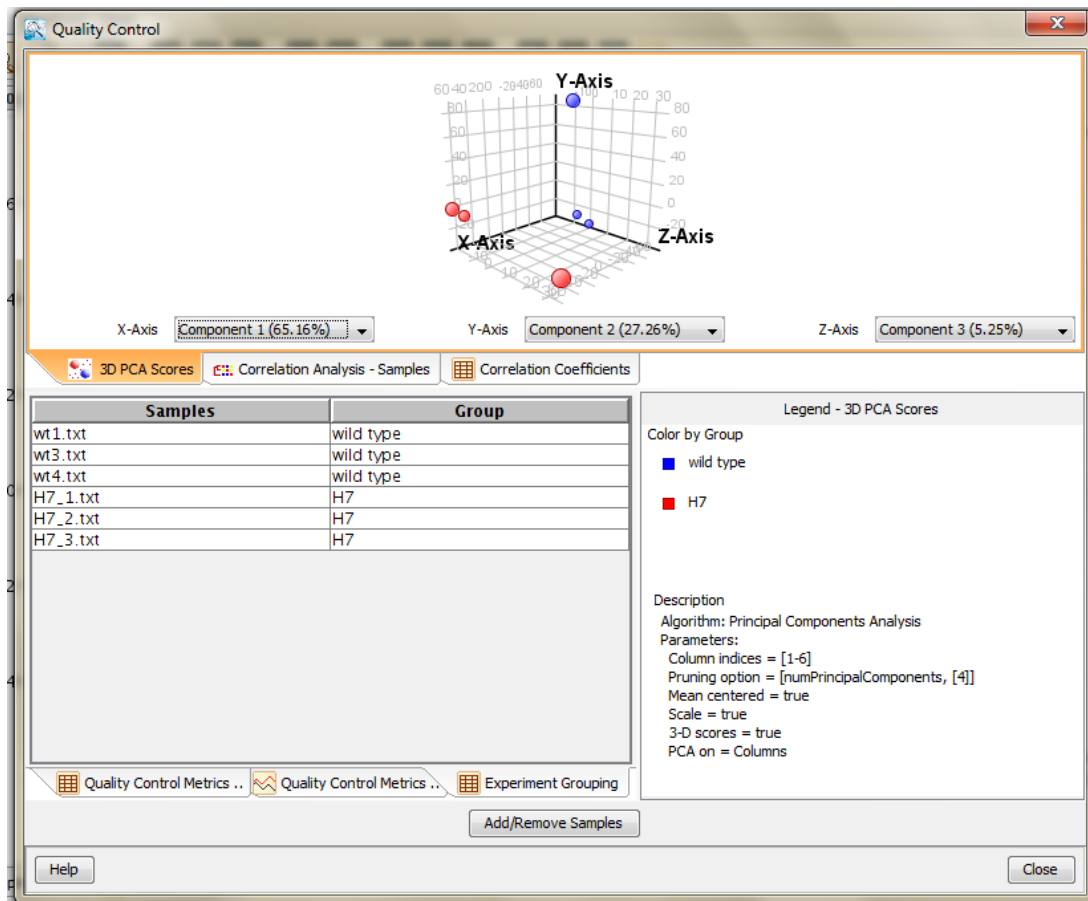 Quality Control
Y-Axis
X-Axis
Z-Axis
80
60
40
20
0
X-Axis Component 1 (65.16%) Y-Axis Component 2 (27.26%) Z-Axis Component 3 (5.25%)
3D PCA Scores Correlation Analysis - Samples Correlation Coefficients
Samples Group
wt1.txt wild type
wt3.txt wild type
wt4.txt wild type
H7_1.txt H7
H7_2.txt H7
H7_3.txt H7
Legend - 3D PCA Scores
Color by Group
wild type
H7
Description
Algorithm: Principal Components Analysis
Parameters:
Column indices = [1-6]
Pruning option = [numPrincipalComponents, [4]]
Mean centered = true
Scale = true
3-D scores = true
PCA on = Columns
Quality Control Metrics .. Quality Control Metrics .. Experiment Grouping
Add/Remove Samples
Help Close